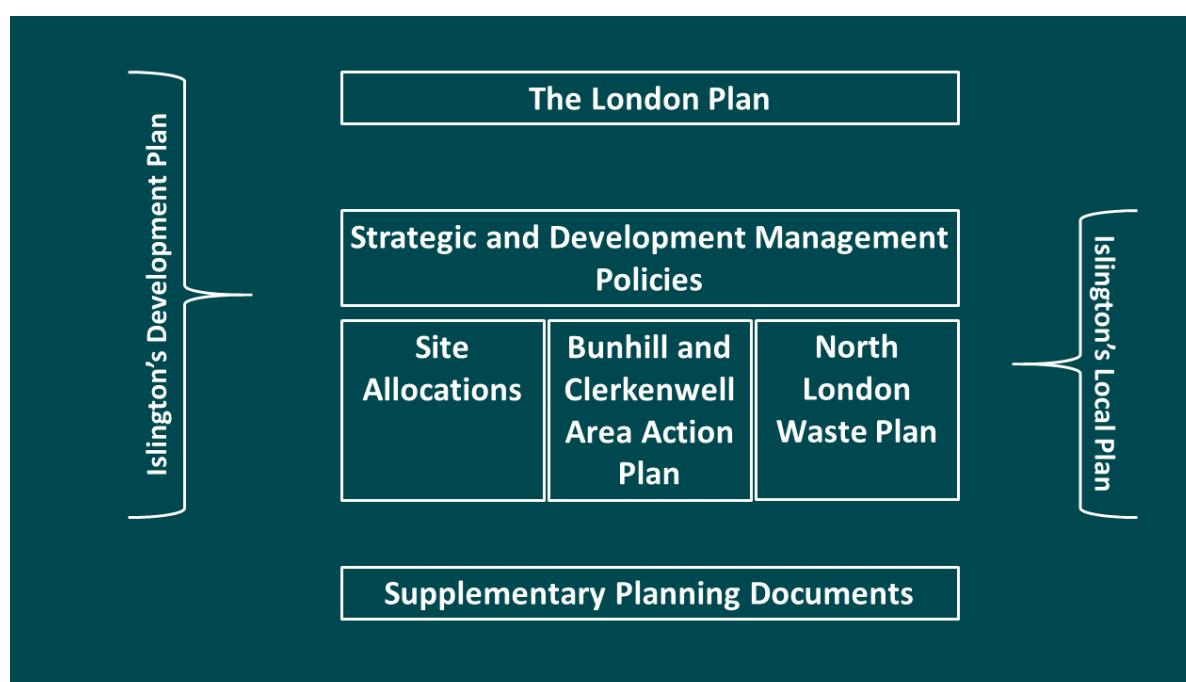 Islington's Development Plan
The London Plan
Strategic and Development Management
Policies
Site
Allocations
Bunhill and
Clerkenwell
Area Action
Plan
North
London
Waste Plan
Islington's Local Plan
Supplementary Planning Documents